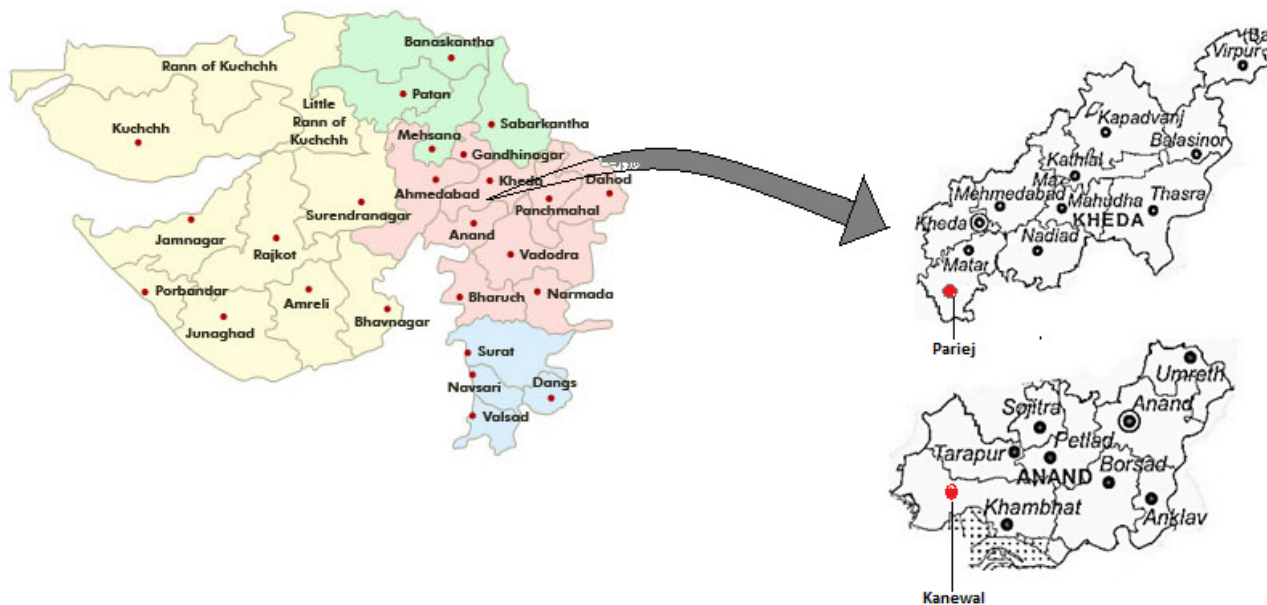 Banaskantha
Rann of Kuchchh
Patan
Little
Rann of
Kuchchh
Kuchchh
Sabarkantha
Mehsana
Gandhinagar
Ahmedabad
Kheda
Dahod
Panchmahal
Surendranagar
Anand
Jamnagar
Rajkot
Vadodra
Porbandar
Amreli
Bharuch
Narmada
Junaghad
Bhavnagar
Surat
Navsari
Dangs
Valsad
Virpur
Kapadvanj
Balasinor
Kathlal
Mehmedabad
Mahudha
Thasra
Kheda
KHEDA
Nadiad
Matar
Pariej
Umreth
Sojitra
Anand
Petlad
Tarapur
ANAND
Borsad
Khambhat
Anklav
Kanewal